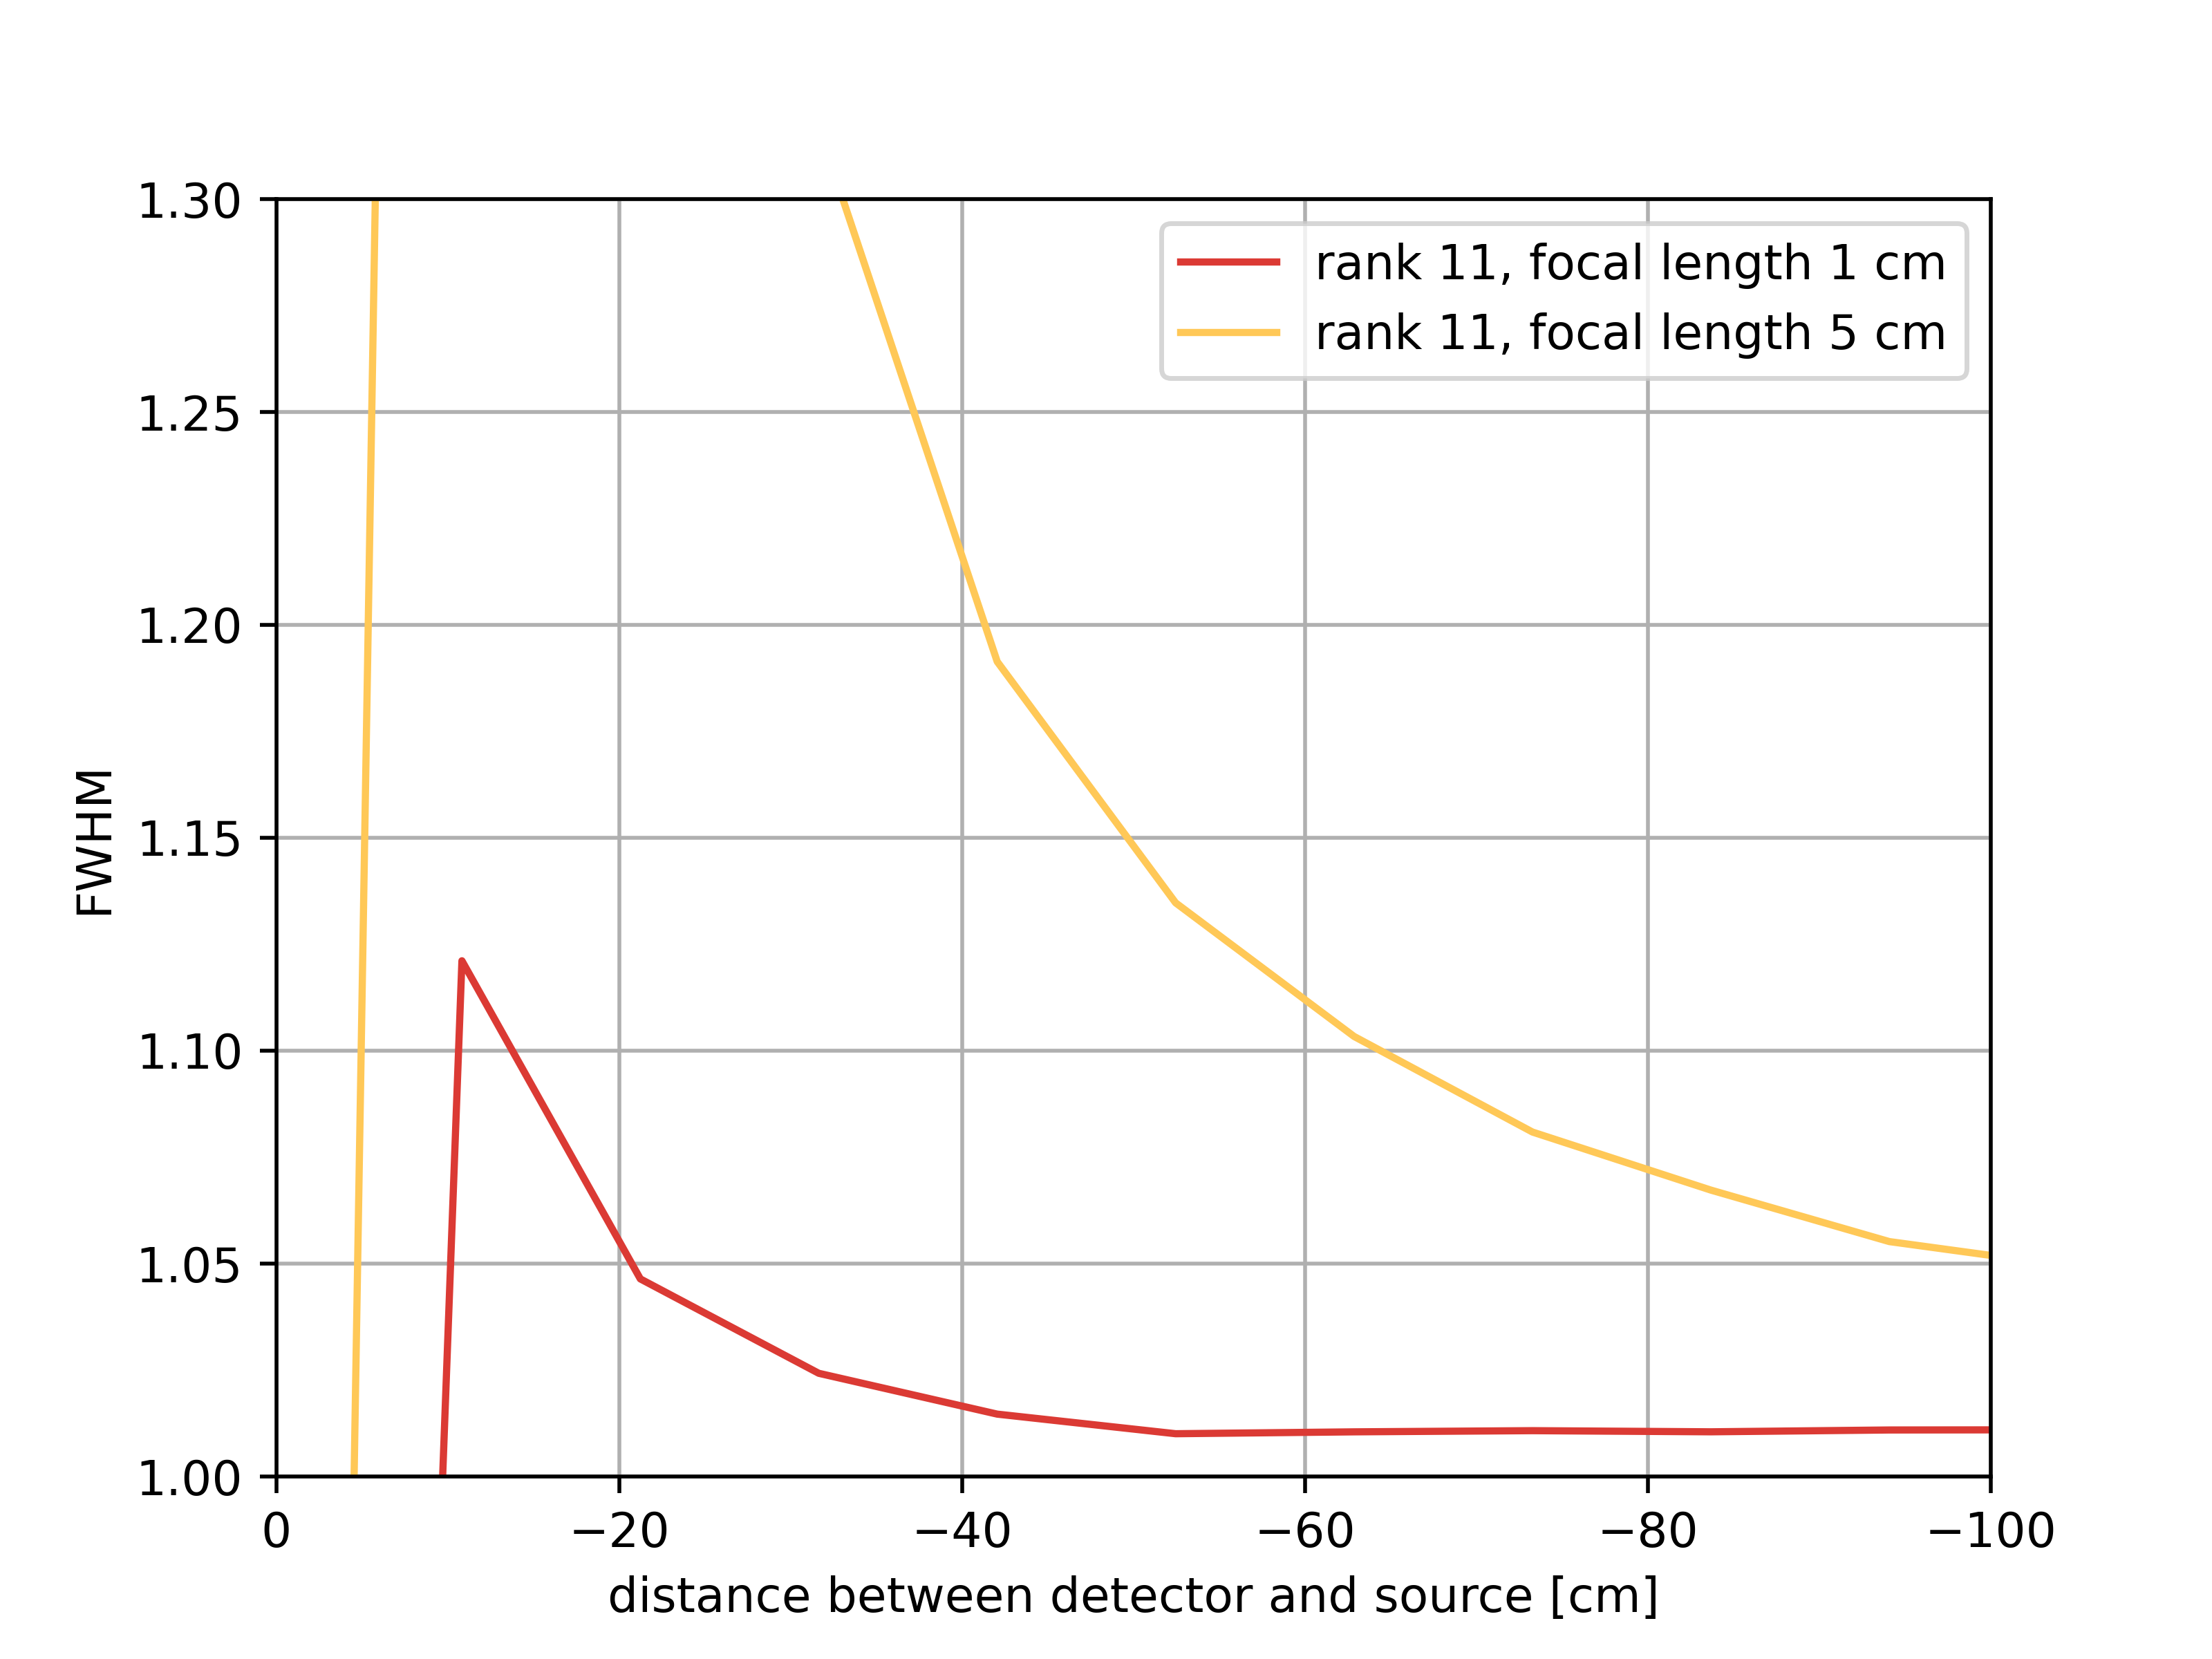 1.30
1.25
1.20
1.15
1.10
1.05
1.00
FWHM
rank 11, focal length 1 cm
rank 11, focal length 5 cm
0 −20 −40 −60 −80 −100
distance between detector and source [cm]